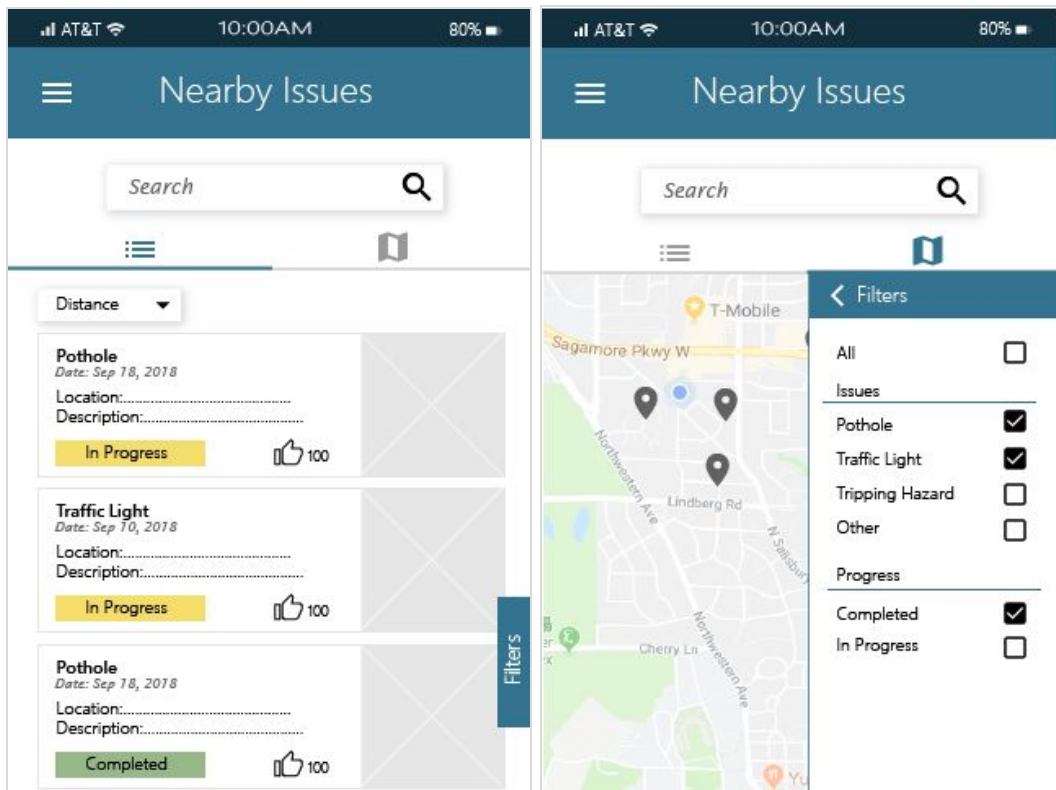 AT&T 10:00AM 80%
Nearby Issues
Search
Distance
Pothole
Date: Sep 18, 2018
Location:..........................................
Description:........................................
In Progress 100
Traffic Light
Date: Sep 10, 2018
Location:..........................................
Description:........................................
In Progress 100
Filters
Pothole
Date: Sep 18, 2018
Location:..........................................
Description:........................................
Completed 100
AT&T 10:00AM 80%
Nearby Issues
Search
T-Mobile
Sagamore Pkwy W
Northwestern Ave
Lindberg Rd
N Salisbury
Cherry Ln
Northwestern Ave
Filters
All
Issues
Pothole
Traffic Light
Tripping Hazard
Other
Progress
Completed
In Progress